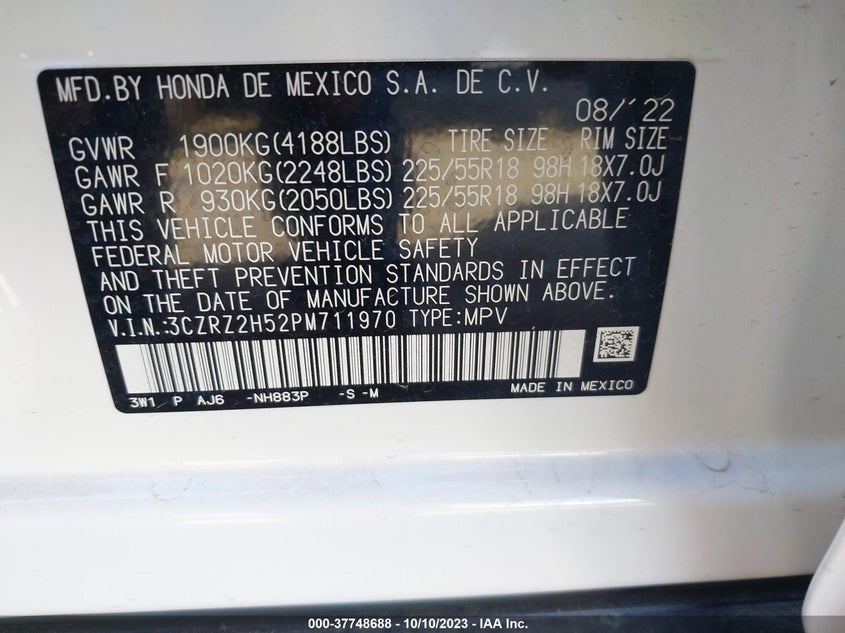 MFD.BY HONDA DE MEXICO S.A. DE C.V.
08/'22
GVWR 1900KG(4188LBS) TIRE SIZE RIM SIZE
GAWR F 1020KG(2248LBS) 225/55R18 98H 18X7.0J
GAWR R 930KG(2050LBS) 225/55R18 98H 18X7.0J
THIS VEHICLE CONFORMS TO ALL APPLICABLE
FEDERAL MOTOR VEHICLE SAFETY
AND THEFT PREVENTION STANDARDS IN EFFECT
ON THE DATE OF MANUFACTURE SHOWN ABOVE.
V.I.N.:3CZRZ2H52PM711970 TYPE:MPV
3W1 P AJ6 -NH883P -S -M MADE IN MEXICO
000-37748688 - 10/10/2023 - IAA Inc.